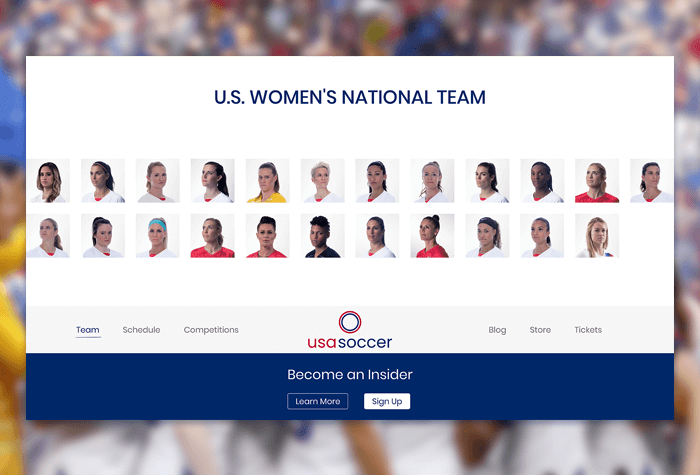 U.S. WOMEN'S NATIONAL TEAM
Team Schedule Competitions usasoccer Blog Store Tickets
Become an Insider
Learn More Sign Up